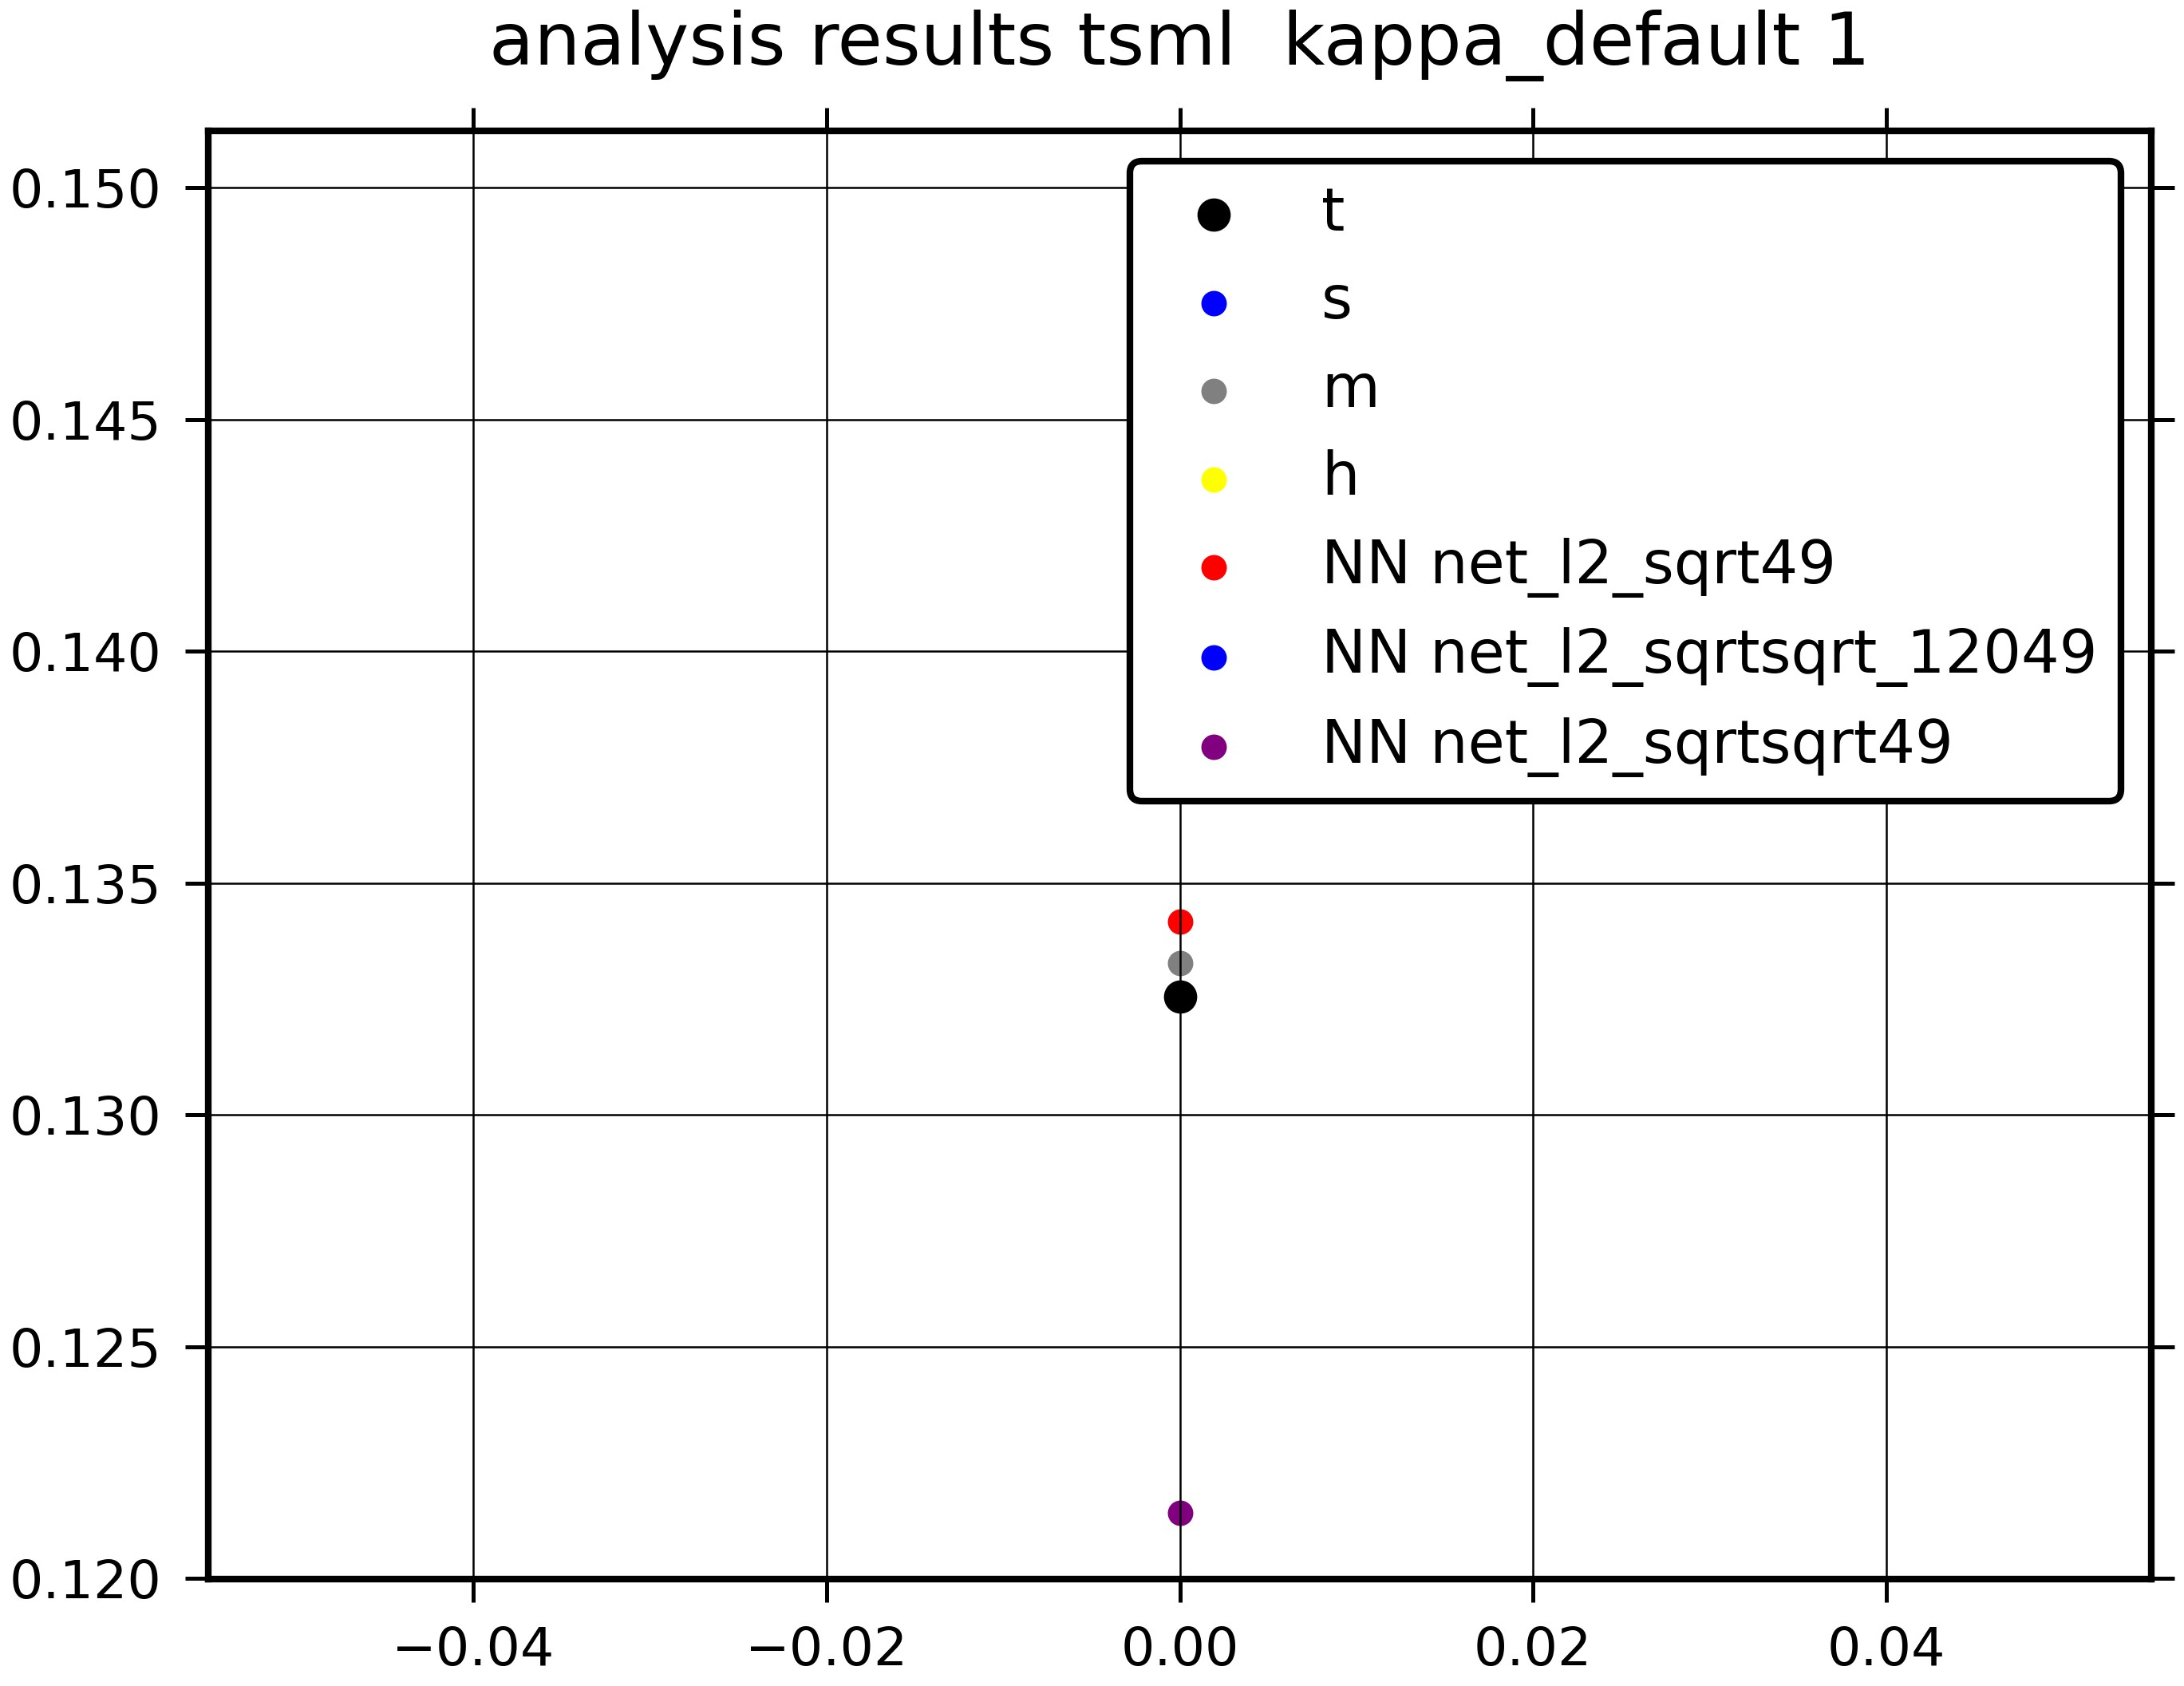 analysis results tsml  kappa_default 1
0.150
0.145
0.140
0.135
0.130
0.125
0.120
t
s
m
h
NN net_l2_sqrt49
NN net_l2_sqrtsqrt_12049
NN net_l2_sqrtsqrt49
−0.04
−0.02
0.00
0.02
0.04